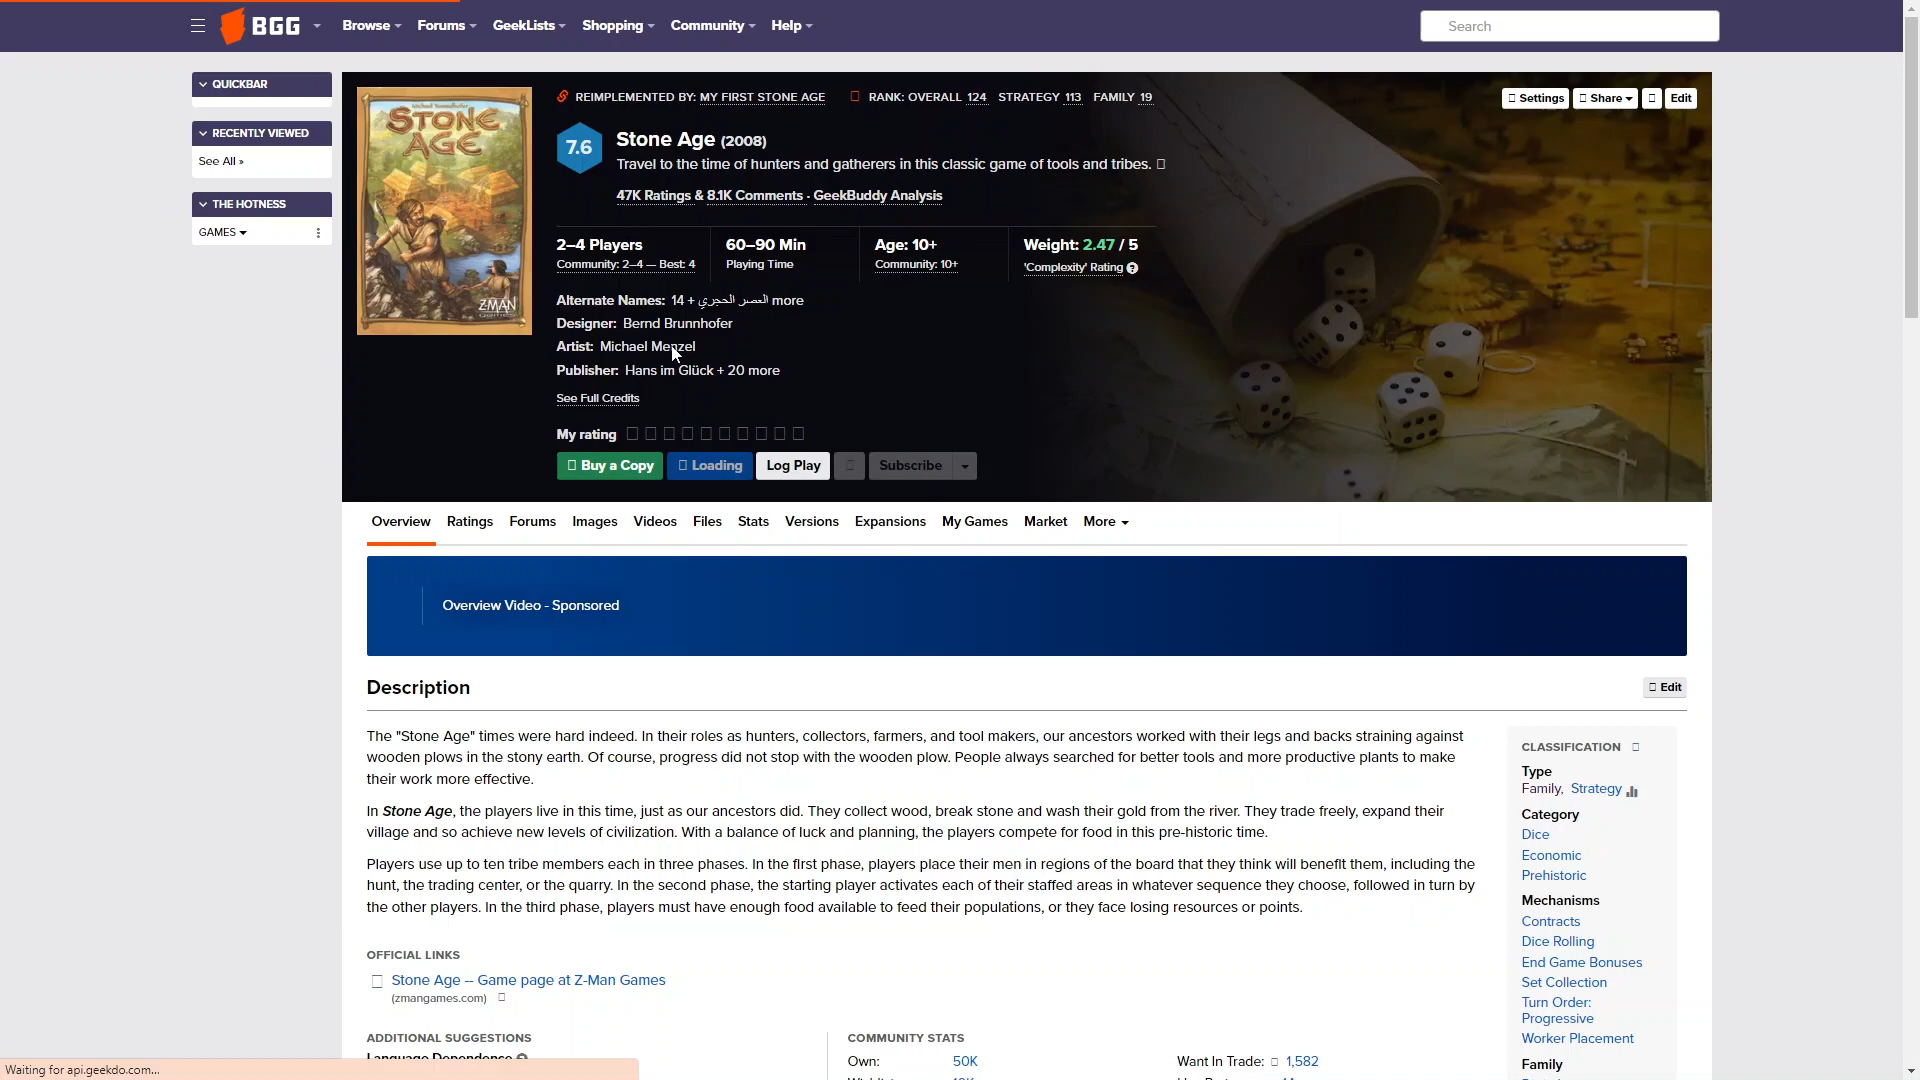 BGG
Browse
Forums
GeekLists
Shopping
Community
Help
Search
QUICKBAR
RECENTLY VIEWED
See All »
THE HOTNESS
GAMES
STONE AGE
Z-MAN
REIMPLEMENTED BY: MY FIRST STONE AGE
RANK: OVERALL 124 STRATEGY 113 FAMILY 19
Settings
Share
Edit
7.6
Stone Age (2008)
Travel to the time of hunters and gatherers in this classic game of tools and tribes.
47K Ratings & 8.1K Comments · GeekBuddy Analysis
2–4 Players
Community: 2–4 — Best: 4
60–90 Min
Playing Time
Age: 10+
Community: 10+
Weight: 2.47 / 5
'Complexity' Rating
Alternate Names: العصر الحجري + 14 more
Designer: Bernd Brunnhofer
Artist: Michael Menzel
Publisher: Hans im Glück + 20 more
See Full Credits
My rating
Buy a Copy
Loading
Log Play
Subscribe
Overview
Ratings
Forums
Images
Videos
Files
Stats
Versions
Expansions
My Games
Market
More
Overview Video - Sponsored
Description
Edit
The "Stone Age" times were hard indeed. In their roles as hunters, collectors, farmers, and tool makers, our ancestors worked with their legs and backs straining against
wooden plows in the stony earth. Of course, progress did not stop with the wooden plow. People always searched for better tools and more productive plants to make
their work more effective.
In Stone Age, the players live in this time, just as our ancestors did. They collect wood, break stone and wash their gold from the river. They trade freely, expand their
village and so achieve new levels of civilization. With a balance of luck and planning, the players compete for food in this pre-historic time.
Players use up to ten tribe members each in three phases. In the first phase, players place their men in regions of the board that they think will benefit them, including the
hunt, the trading center, or the quarry. In the second phase, the starting player activates each of their staffed areas in whatever sequence they choose, followed in turn by
the other players. In the third phase, players must have enough food available to feed their populations, or they face losing resources or points.
OFFICIAL LINKS
Stone Age -- Game page at Z-Man Games
(zmangames.com)
ADDITIONAL SUGGESTIONS
Language Dependence
COMMUNITY STATS
Own: 50K
Want In Trade: 1,582
CLASSIFICATION
Type
Family, Strategy
Category
Dice
Economic
Prehistoric
Mechanisms
Contracts
Dice Rolling
End Game Bonuses
Set Collection
Turn Order:
Progressive
Worker Placement
Family
Waiting for api.geekdo.com...